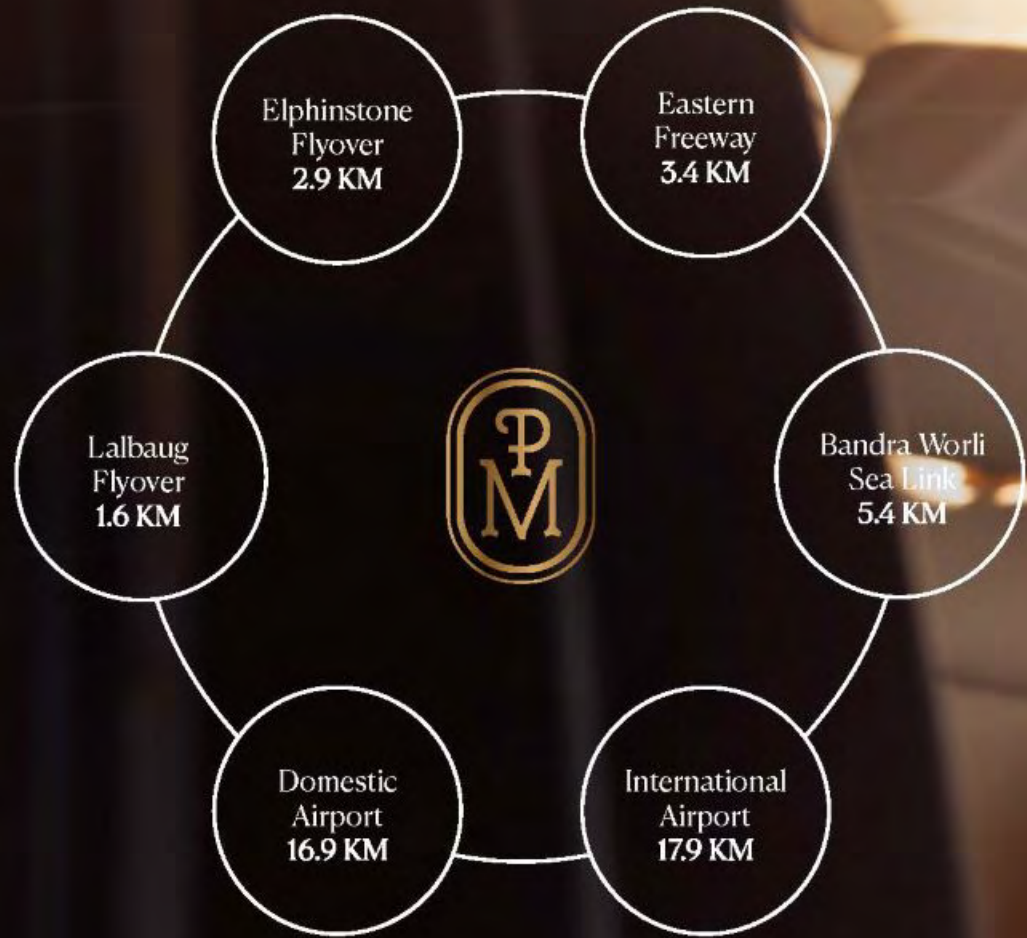 Elphinstone
Flyover
2.9 KM
Eastern
Freeway
3.4 KM
Lalbaug
Flyover
1.6 KM
PM
Bandra Worli
Sea Link
5.4 KM
Domestic
Airport
16.9 KM
International
Airport
17.9 KM